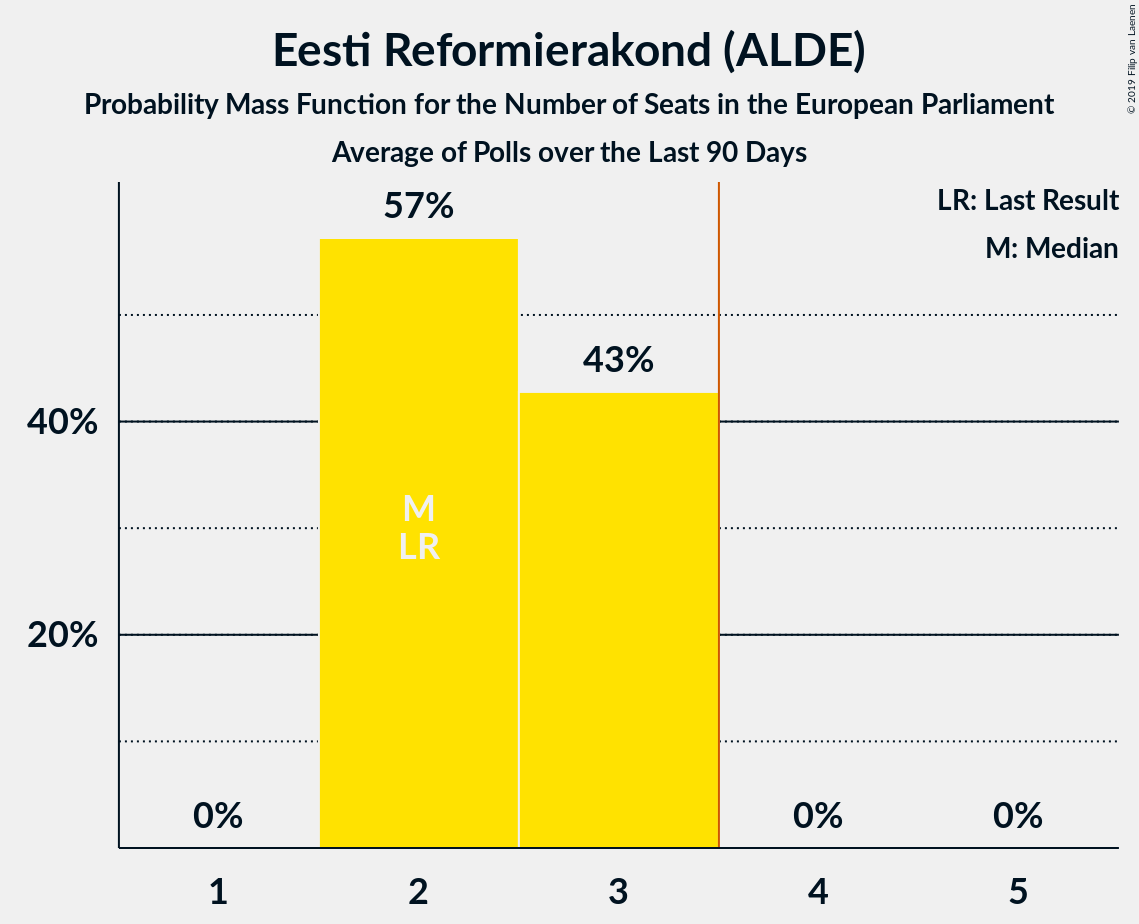 Eesti Reformierakond (ALDE)
Probability Mass Function for the Number of Seats in the European Parliament
Average of Polls over the Last 90 Days
© 2019 Filip van Laenen
LR: Last Result
M: Median
57%
43%
40%
20%
M
LR
0%
0%
0%
1
2
3
4
5